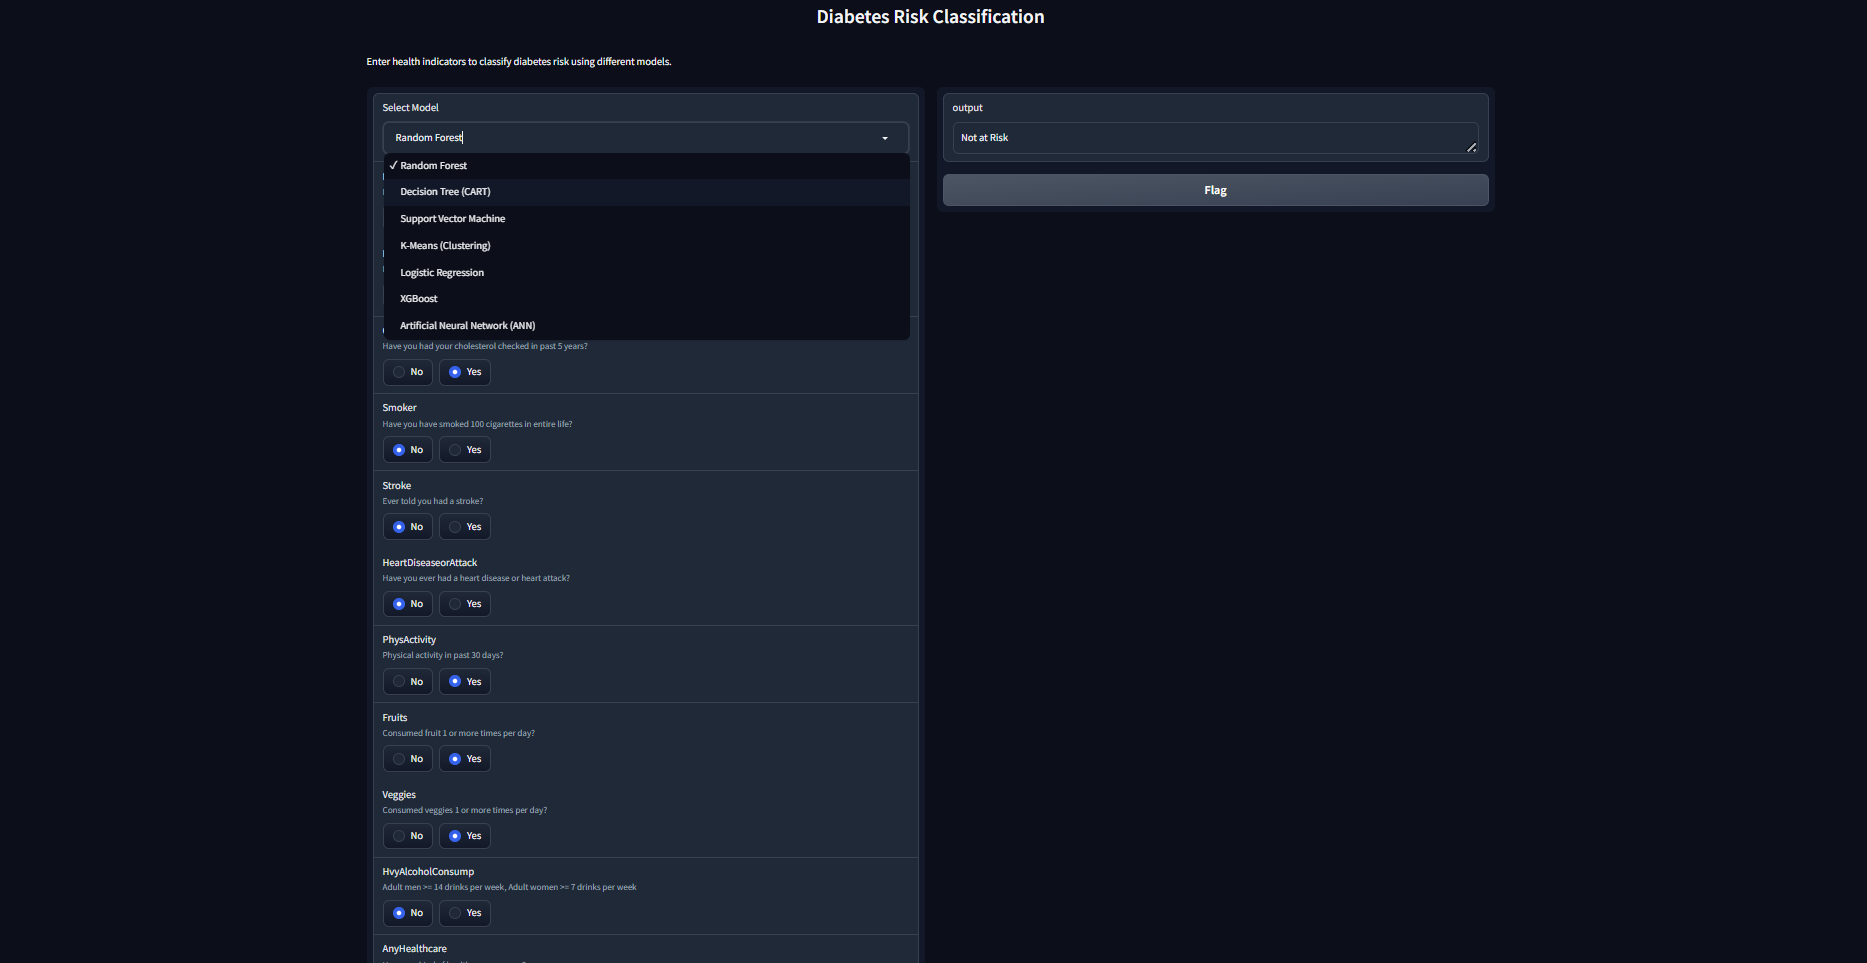 Diabetes Risk Classification
Enter health indicators to classify diabetes risk using different models.
Select Model
Random Forest
✓ Random Forest
Decision Tree (CART)
Support Vector Machine
K-Means (Clustering)
Logistic Regression
XGBoost
Artificial Neural Network (ANN)
Have you had your cholesterol checked in past 5 years?
No Yes
Smoker
Have you have smoked 100 cigarettes in entire life?
No Yes
Stroke
Ever told you had a stroke?
No Yes
HeartDiseaseorAttack
Have you ever had a heart disease or heart attack?
No Yes
PhysActivity
Physical activity in past 30 days?
No Yes
Fruits
Consumed fruit 1 or more times per day?
No Yes
Veggies
Consumed veggies 1 or more times per day?
No Yes
HvyAlcoholConsump
Adult men >= 14 drinks per week, Adult women >= 7 drinks per week
No Yes
AnyHealthcare
output
Not at Risk
Flag